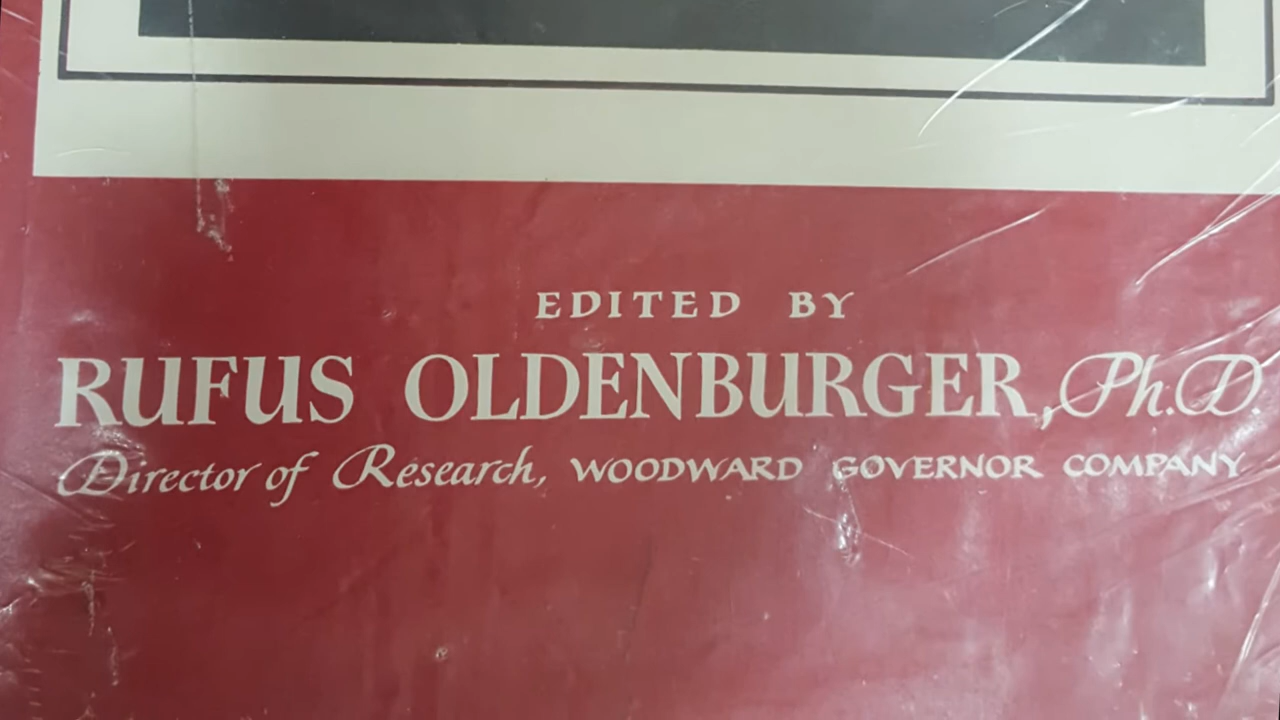 EDITED BY
RUFUS OLDENBURGER, Ph.D
Director of Research, WOODWARD GOVERNOR COMPANY